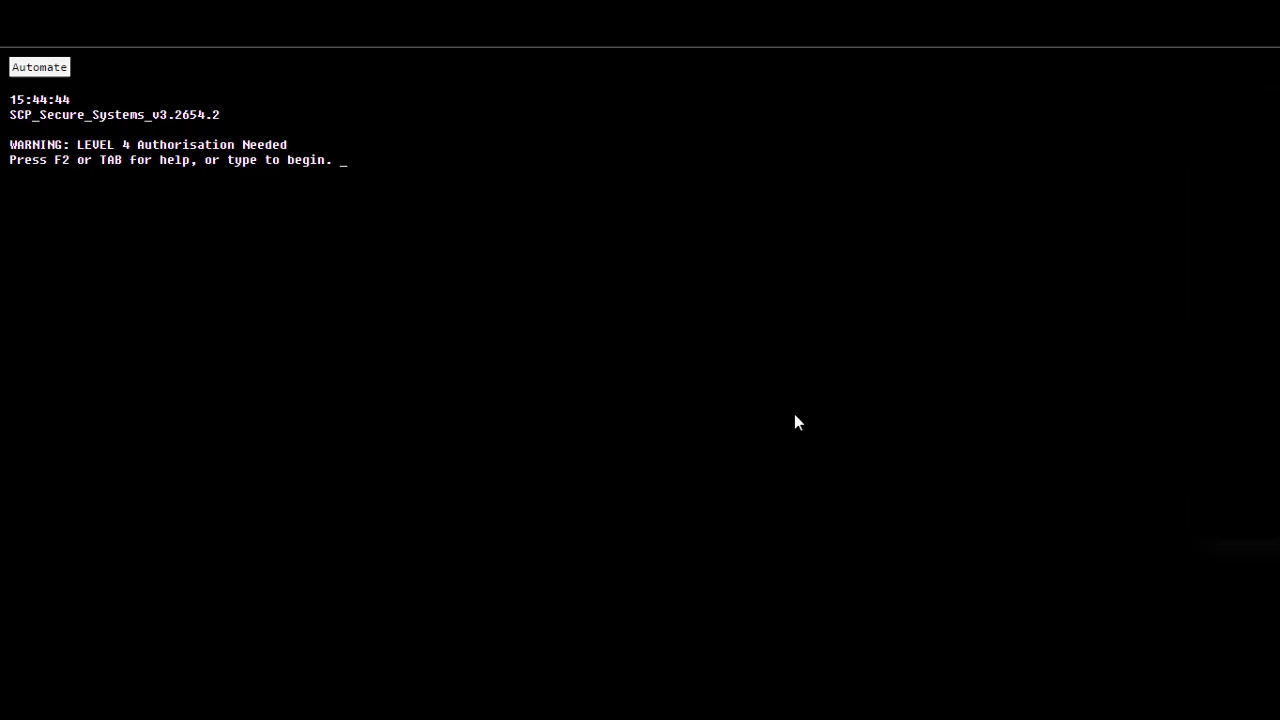 Automate
15:44:44
SCP_Secure_Systems_v3.2654.2
WARNING: LEVEL 4 Authorisation Needed
Press F2 or TAB for help, or type to begin. _